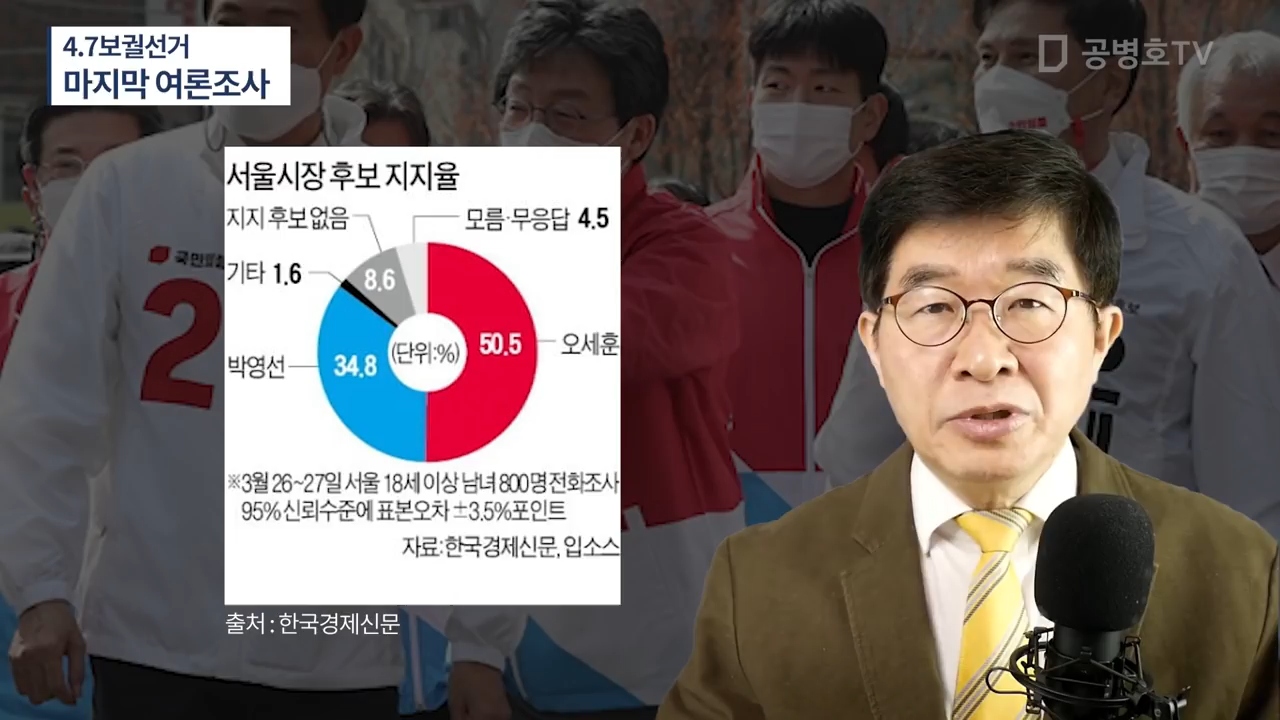 4.7보궐선거
마지막 여론조사
공병호TV
서울시장 후보 지지율
지지 후보 없음
모름·무응답 4.5
기타 1.6
8.6
국민의힘
2
박영선
34.8
(단위:%)
50.5
오세훈
※3월 26~27일 서울 18세 이상 남녀 800명 전화조사
95% 신뢰수준에 표본오차 ±3.5%포인트
자료:한국경제신문, 입소스
출처 : 한국경제신문